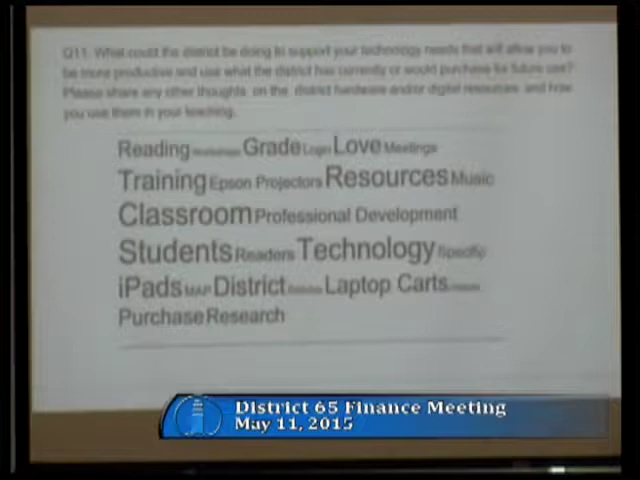 Q11: What could the district be doing to support your technology needs that will allow you to
be more productive and use what the district has currently or would purchase for future use?
Please share any other thoughts on the district hardware and/or digital resources and how
you use them in your teaching.
Reading Grade Login Love Meetings
Training Epson Projectors Resources Music
Classroom Professional Development
Students Readers Technology Specific
iPads MAP District Laptop Carts
Purchase Research
District 65 Finance Meeting
May 11, 2015